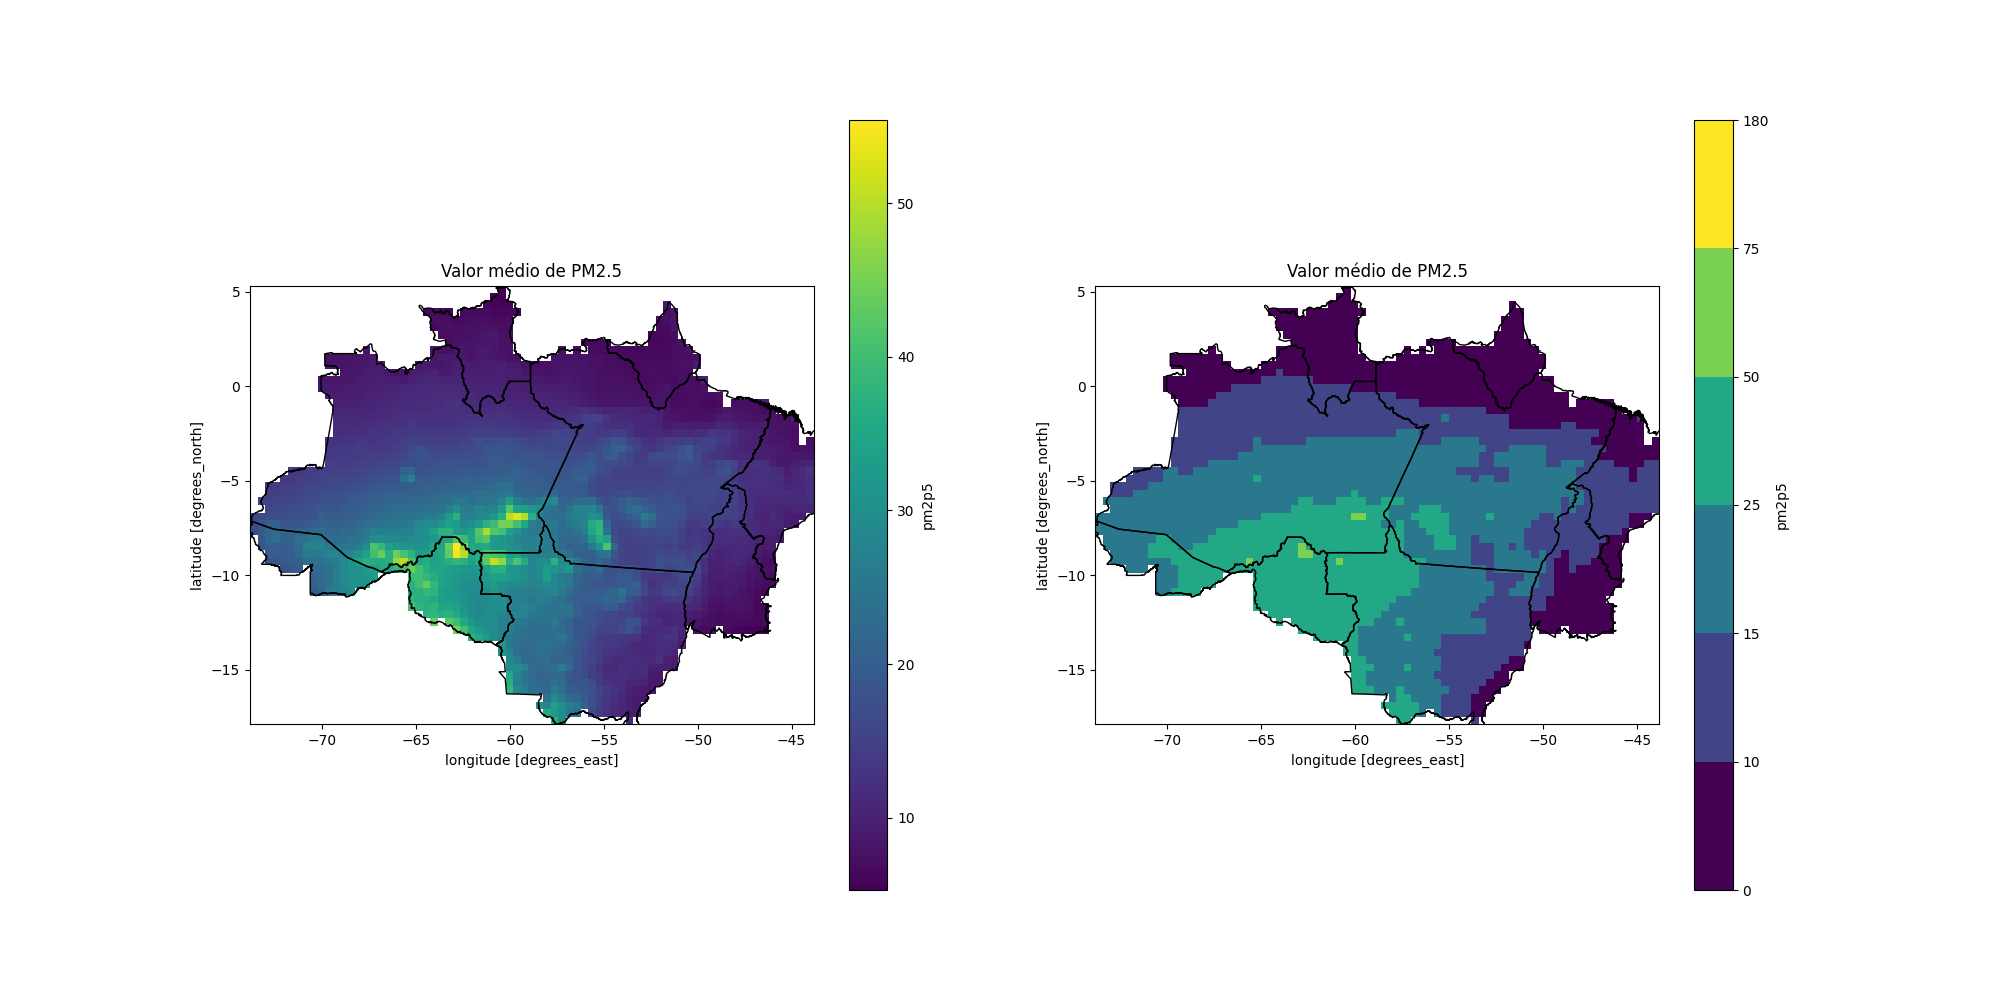 Valor médio de PM2.5
5
0
−5
−10
−15
latitude [degrees_north]
−70 −65 −60 −55 −50 −45
longitude [degrees_east]
50
40
30
20
10
pm2p5
Valor médio de PM2.5
5
0
−5
−10
−15
latitude [degrees_north]
−70 −65 −60 −55 −50 −45
longitude [degrees_east]
180
75
50
25
15
10
0
pm2p5